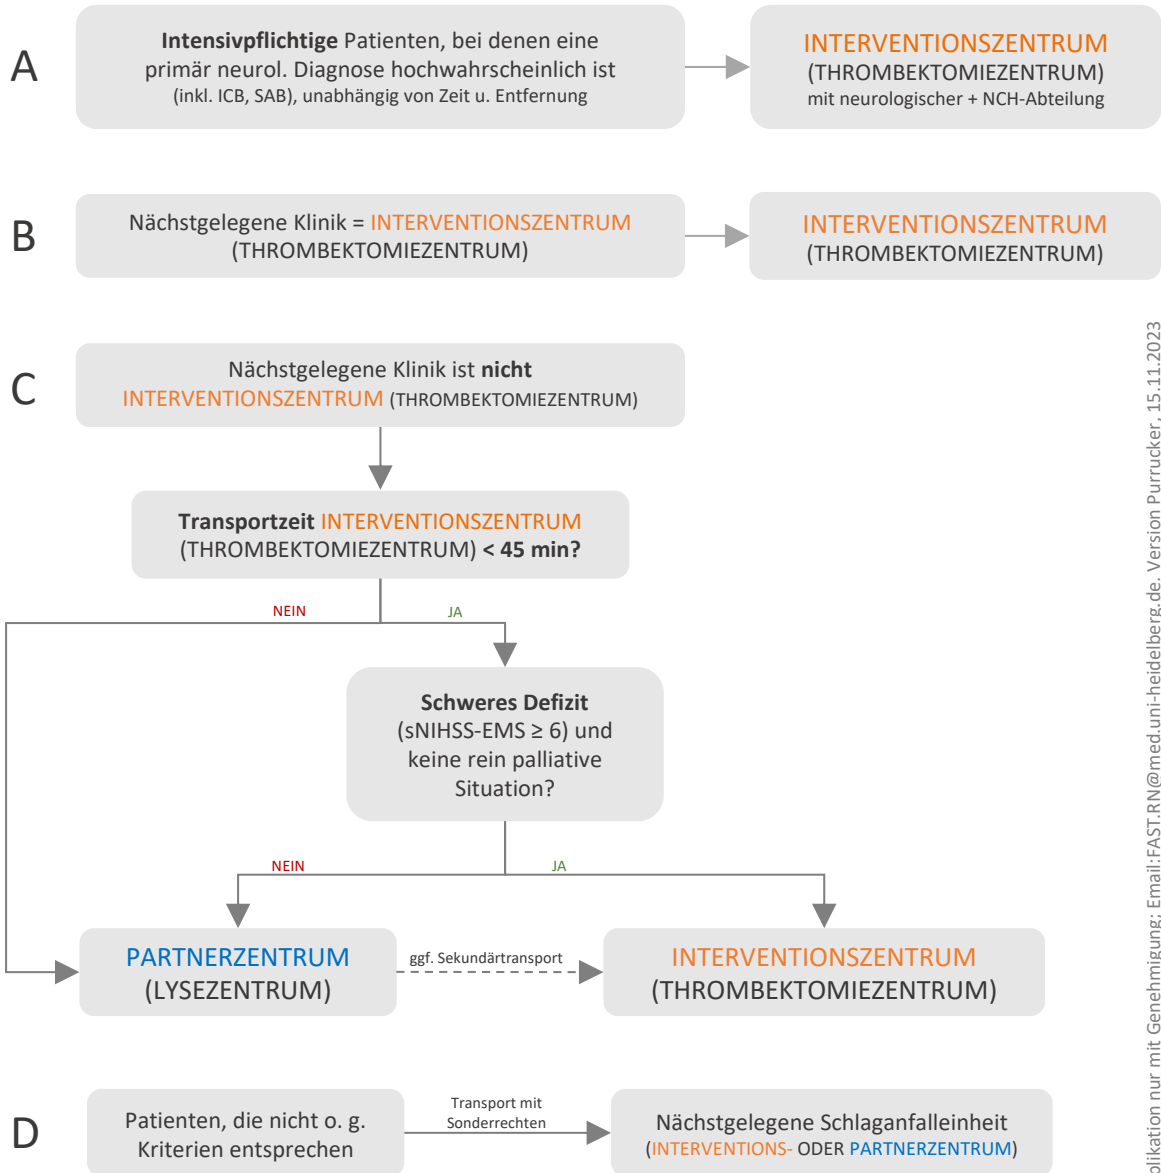 A
Intensivpflichtige Patienten, bei denen eine
primär neurol. Diagnose hochwahrscheinlich ist
(inkl. ICB, SAB), unabhängig von Zeit u. Entfernung
INTERVENTIONSZENTRUM
(THROMBEKTOMIEZENTRUM)
mit neurologischer + NCH-Abteilung
B
Nächstgelegene Klinik = INTERVENTIONSZENTRUM
(THROMBEKTOMIEZENTRUM)
INTERVENTIONSZENTRUM
(THROMBEKTOMIEZENTRUM)
C
Nächstgelegene Klinik ist nicht
INTERVENTIONSZENTRUM (THROMBEKTOMIEZENTRUM)
Transportzeit INTERVENTIONSZENTRUM
(THROMBEKTOMIEZENTRUM) < 45 min?
NEIN
JA
Schweres Defizit
(sNIHSS-EMS ≥ 6) und
keine rein palliative
Situation?
NEIN
JA
PARTNERZENTRUM
(LYSEZENTRUM)
ggf. Sekundärtransport
INTERVENTIONSZENTRUM
(THROMBEKTOMIEZENTRUM)
D
Patienten, die nicht o. g.
Kriterien entsprechen
Transport mit
Sonderrechten
Nächstgelegene Schlaganfalleinheit
(INTERVENTIONS- ODER PARTNERZENTRUM)
nur mit Genehmigung; Email:FAST.RN@med.uni-heidelberg.de. Version Purrucker, 15.11.2023